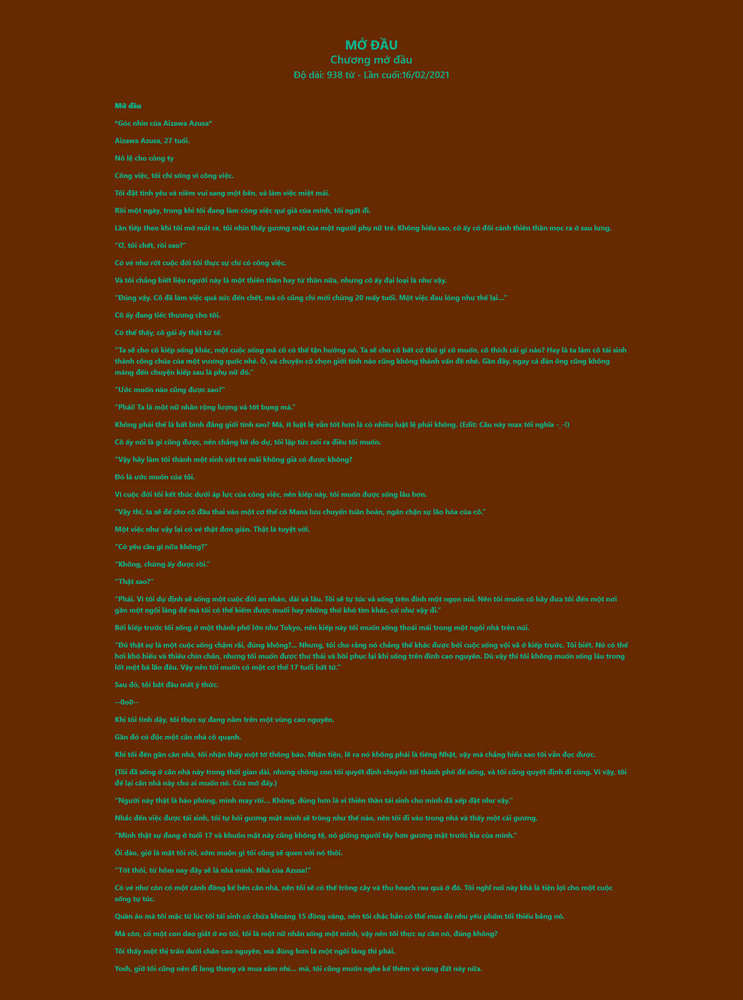 MỞ ĐẦU
Chương mở đầu
Độ dài: 938 từ - Lần cuối:16/02/2021
Mở đầu
*Góc nhìn của Aizawa Azusa*
Aizawa Azusa, 27 tuổi.
Nô lệ cho công ty
Công việc, tôi chỉ sống vì công việc.
Tôi đặt tình yêu và niềm vui sang một bên, và làm việc miệt mài.
Rồi một ngày, trong khi tôi đang làm công việc quí giá của mình, tôi ngất đi.
Lần tiếp theo khi tôi mở mắt ra, tôi nhìn thấy gương mặt của một người phụ nữ trẻ. Không hiểu sao, cô ấy có đôi cánh thiên thần mọc ra ở sau lưng.
“Ơ, tôi chết, rồi sao?”
Có vẻ như rốt cuộc đời tôi thực sự chỉ có công việc.
Và tôi chẳng biết liệu người này là một thiên thần hay tử thần nữa, nhưng cô ấy đại loại là như vậy.
“Đúng vậy. Cô đã làm việc quá sức đến chết, mà cô cũng chỉ mới chừng 20 mấy tuổi. Một việc đau lòng như thế lại…”
Cô ấy đang tiếc thương cho tôi.
Có thể thấy, cô gái ấy thật tử tế.
“Ta sẽ cho cô kiếp sống khác, một cuộc sống mà cô có thể tận hưởng nó. Ta sẽ cho cô bất cứ thứ gì cô muốn, cô thích cái gì nào? Hay là ta làm cô tái sinh
thành công chúa của một vương quốc nhé. Ồ, và chuyện cô chọn giới tính nào cũng không thành vấn đề nhé. Gần đây, ngay cả đàn ông cũng không
màng đến chuyện kiếp sau là phụ nữ đó.”
“Ước muốn nào cũng được sao?”
“Phải! Ta là một nữ nhân rộng lượng và tốt bụng mà.”
Không phải thế là bất bình đẳng giới tính sao? Mà, ít luật lệ vẫn tốt hơn là có nhiều luật lệ phải không. (Edit: Câu này max tối nghĩa -_-!)
Cô ấy nói là gì cũng được, nên chẳng hề do dự, tôi lập tức nói ra điều tôi muốn.
“Vậy hãy làm tôi thành một sinh vật trẻ mãi không già có được không?
Đó là ước muốn của tôi.
Vì cuộc đời tôi kết thúc dưới áp lực của công việc, nên kiếp này, tôi muốn được sống lâu hơn.
“Vậy thì, ta sẽ để cho cô đầu thai vào một cơ thể có Mana lưu chuyển tuần hoàn, ngăn chặn sự lão hóa của cô.”
Một việc như vậy lại có vẻ thật đơn giản. Thật là tuyệt vời.
“Có yêu cầu gì nữa không?”
“Không, chừng ấy được rồi.”
“Thật sao?”
“Phải. Vì tôi dự định sẽ sống một cuộc đời an nhàn, dài và lâu. Tôi sẽ tự túc và sống trên đỉnh một ngọn núi. Nên tôi muốn cô hãy đưa tôi đến một nơi
gần một ngôi làng để mà tôi có thể kiếm được muối hay những thứ khó tìm khác, cứ như vậy đi.”
Bởi kiếp trước tôi sống ở một thành phố lớn như Tokyo, nên kiếp này tôi muốn sống thoải mái trong một ngôi nhà trên núi.
“Đó thật sự là một cuộc sống chậm rãi, đúng không?... Nhưng, tôi cho rằng nó chẳng thể khác được bởi cuộc sống vội vã ở kiếp trước. Tôi biết. Nó có thể
hơi khó hiểu và thiếu chín chắn, nhưng tôi muốn được thư thái và hồi phục lại khi sống trên đỉnh cao nguyên. Dù vậy thì tôi không muốn sống lâu trong
lốt một bà lão đâu. Vậy nên tôi muốn có một cơ thể 17 tuổi bất tử.”
Sau đó, tôi bắt đầu mất ý thức.
--0o0--
Khi tôi tỉnh dậy, tôi thực sự đang nằm trên một vùng cao nguyên.
Gần đó có độc một căn nhà cô quạnh.
Khi tôi đến gần căn nhà, tôi nhận thấy một tờ thông báo. Nhân tiện, lẽ ra nó không phải là tiếng Nhật, vậy mà chẳng hiểu sao tôi vẫn đọc được.
{Tôi đã sống ở căn nhà này trong thời gian dài, nhưng chồng con tôi quyết định chuyển tới thành phố để sống, và tôi cũng quyết định đi cùng. Vì vậy, tôi
để lại căn nhà này cho ai muốn nó. Cửa mở đấy.}
“Người này thật là hào phóng, mình may rồi… Không, đúng hơn là vì thiên thần tái sinh cho mình đã xếp đặt như vậy.”
Nhắc đến việc được tái sinh, tôi tự hỏi gương mặt mình sẽ trông như thế nào, nên tôi đi vào trong nhà và thấy một cái gương.
“Mình thật sự đang ở tuổi 17 và khuôn mặt này cũng không tệ, nó giống người tây hơn gương mặt trước kia của mình.”
Ôi dào, giờ là mặt tôi rồi, sớm muộn gì tôi cũng sẽ quen với nó thôi.
“Tốt thôi, từ hôm nay đây sẽ là nhà mình. Nhà của Azusa!”
Có vẻ như còn có một cánh đồng kế bên căn nhà, nên tôi sẽ có thể trồng cây và thu hoạch rau quả ở đó. Tôi nghĩ nơi này khá là tiện lợi cho một cuộc
sống tự túc.
Quần áo mà tôi mặc từ lúc tôi tái sinh có chứa khoảng 15 đồng vàng, nên tôi chắc hẳn có thể mua đủ nhu yếu phẩm tối thiểu bằng nó.
Mà còn, có một con dao giắt ở eo tôi, tôi là một nữ nhân sống một mình, vậy nên tôi thực sự cần nó, đúng không?
Tôi thấy một thị trấn dưới chân cao nguyên, mà đúng hơn là một ngôi làng thì phải.
Yosh, giờ tôi cũng nên đi lang thang và mua sắm nhỉ… mà, tôi cũng muốn nghe kể thêm về vùng đất này nữa.